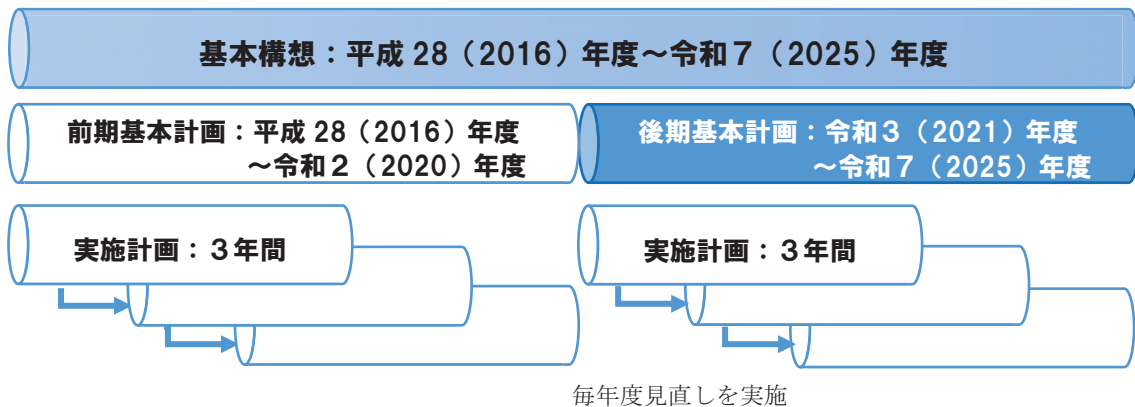 基本構想：平成 28（2016）年度～令和７（2025）年度
前期基本計画：平成 28（2016）年度
～令和２（2020）年度
後期基本計画：令和３（2021）年度
～令和７（2025）年度
実施計画：３年間
実施計画：３年間
毎年度見直しを実施